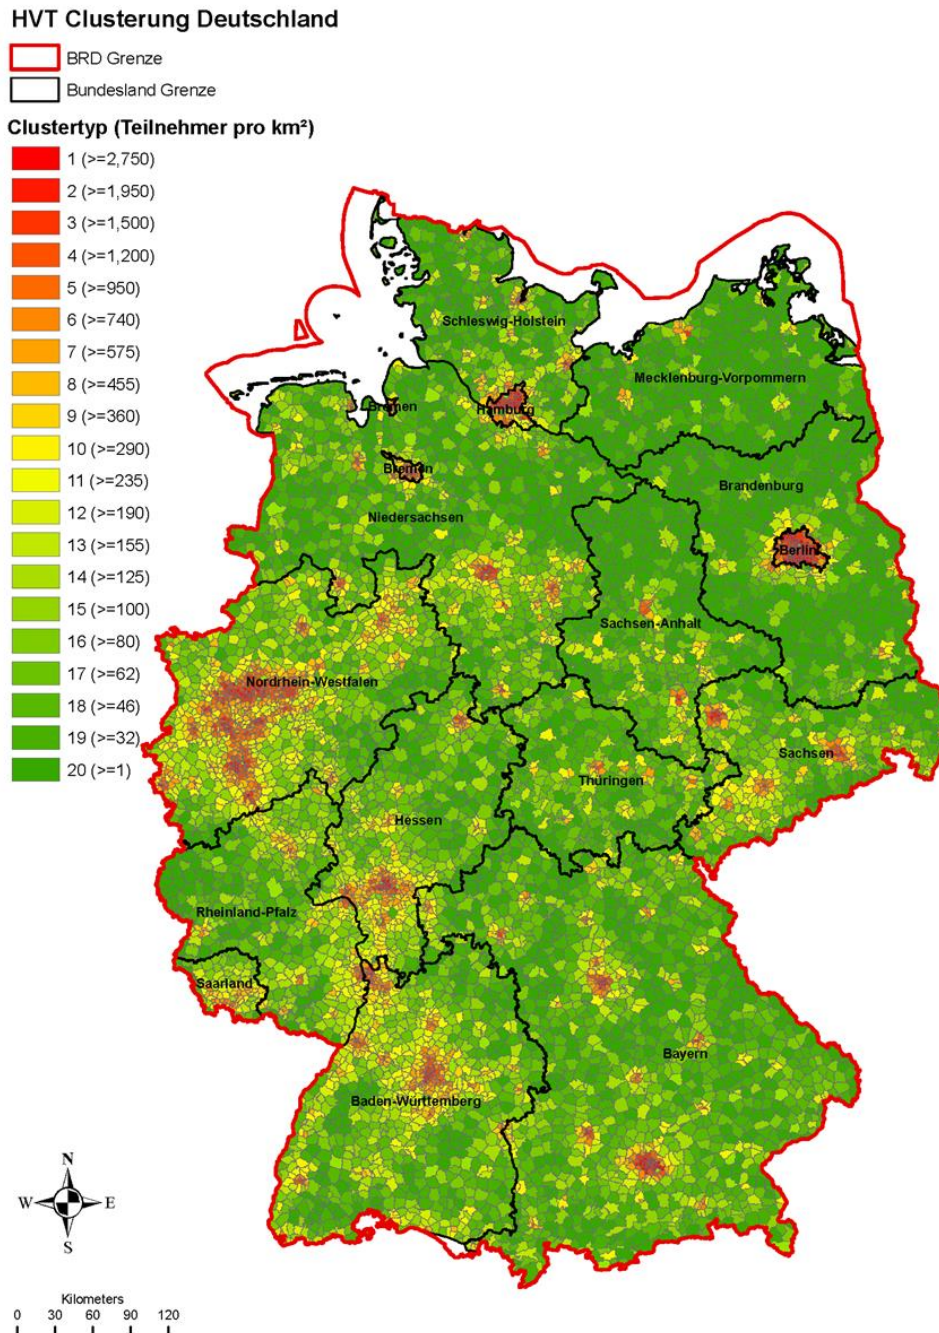 HVT Clusterung Deutschland
BRD Grenze
Bundesland Grenze
Clustertyp (Teilnehmer pro km²)
1 (>=2,750)
2 (>=1,950)
3 (>=1,500)
4 (>=1,200)
5 (>=950)
6 (>=740)
7 (>=575)
8 (>=455)
9 (>=360)
10 (>=290)
11 (>=235)
12 (>=190)
13 (>=155)
14 (>=125)
15 (>=100)
16 (>=80)
17 (>=62)
18 (>=46)
19 (>=32)
20 (>=1)
Schleswig-Holstein
Mecklenburg-Vorpommern
Bremen
Hamburg
Bremen
Brandenburg
Niedersachsen
Berlin
Sachsen-Anhalt
Nordrhein-Westfalen
Sachsen
Thüringen
Hessen
Rheinland-Pfalz
Saarland
Bayern
Baden-Württemberg
N
W E
S
Kilometers
0 30 60 90 120